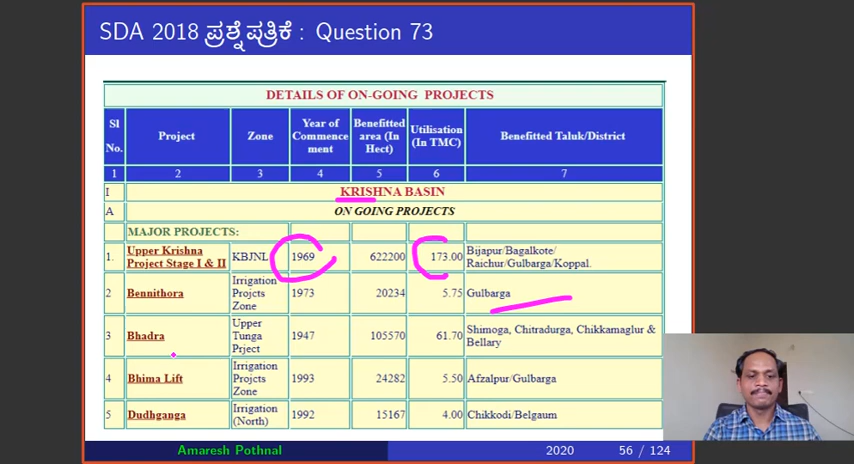 SDA 2018 ಪ್ರಶ್ನೆಪತ್ರಿಕೆ : Question 73
DETAILS OF ON-GOING PROJECTS
Sl No. Project Zone Year of Commence ment Benefitted area (In Hect) Utilisation (In TMC) Benefitted Taluk/District
1 2 3 4 5 6 7
I KRISHNA BASIN
A ON GOING PROJECTS
MAJOR PROJECTS:
1. Upper Krishna Project Stage I & II KBJNL 1969 622200 173.00 Bijapur/Bagalkote/ Raichur/Gulbarga/Koppal.
2 Bennithora Irrigation Projcts Zone 1973 20234 5.75 Gulbarga
3 Bhadra Upper Tunga Prject 1947 105570 61.70 Shimoga, Chitradurga, Chikkamaglur & Bellary
4 Bhima Lift Irrigation Projcts Zone 1993 24282 5.50 Afzalpur/Gulbarga
5 Dudhganga Irrigation (North) 1992 15167 4.00 Chikkodi/Belgaum
Amaresh Pothnal 2020 56 / 124